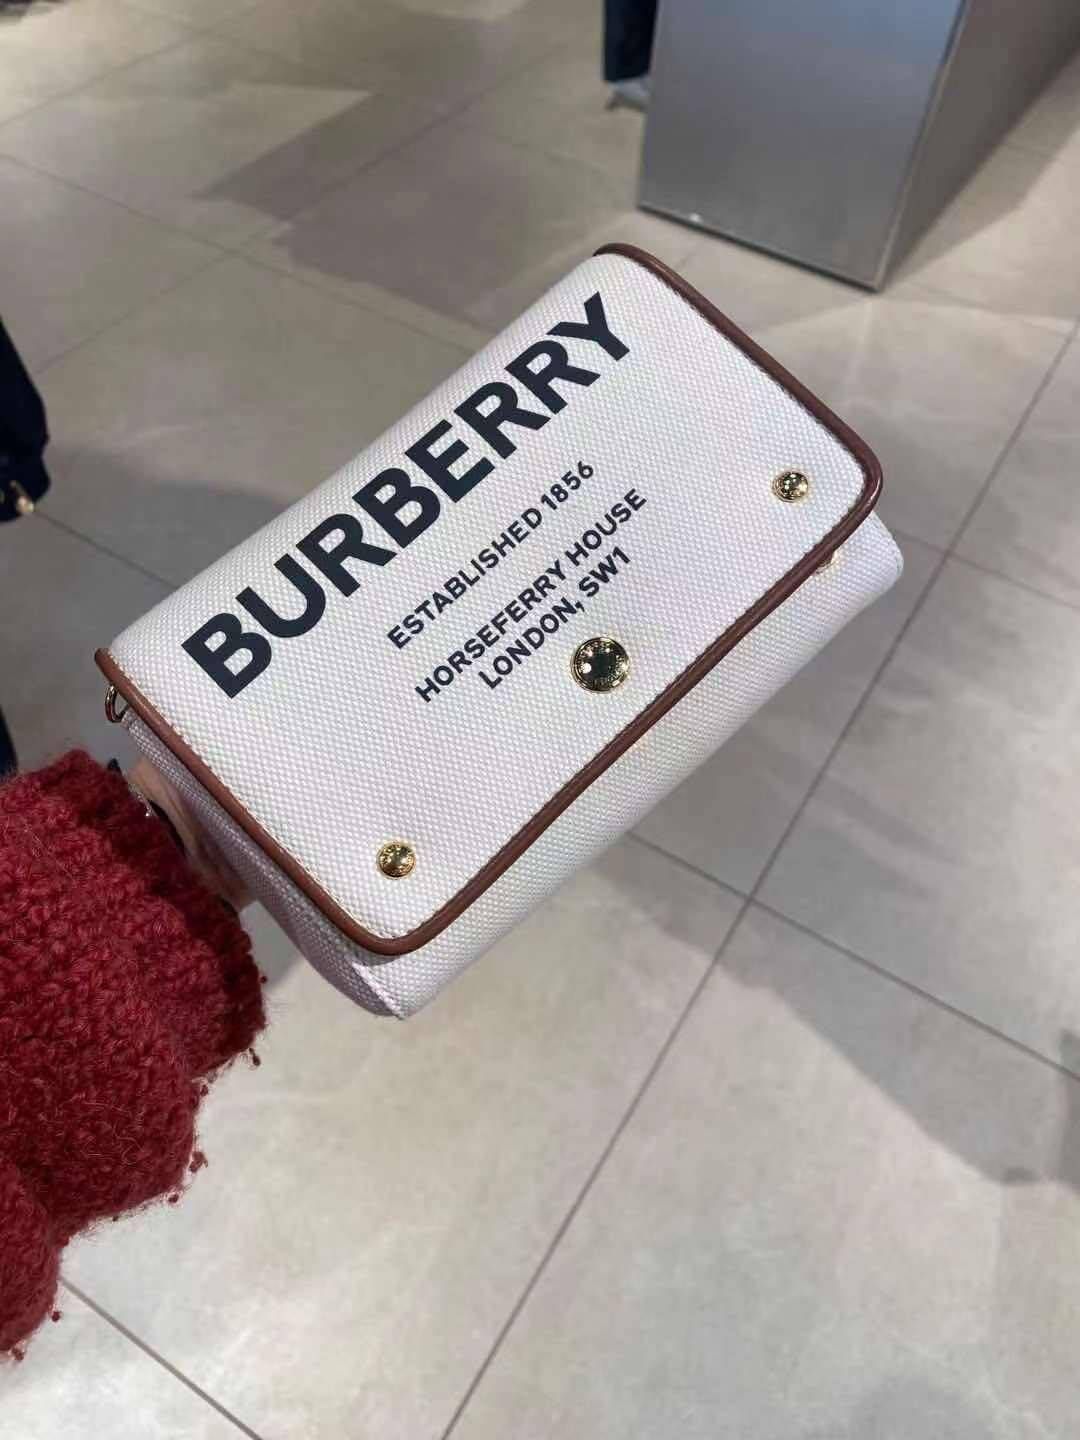 BURBERRY
ESTABLISHED 1856
HORSEFERRY HOUSE
LONDON, SW1